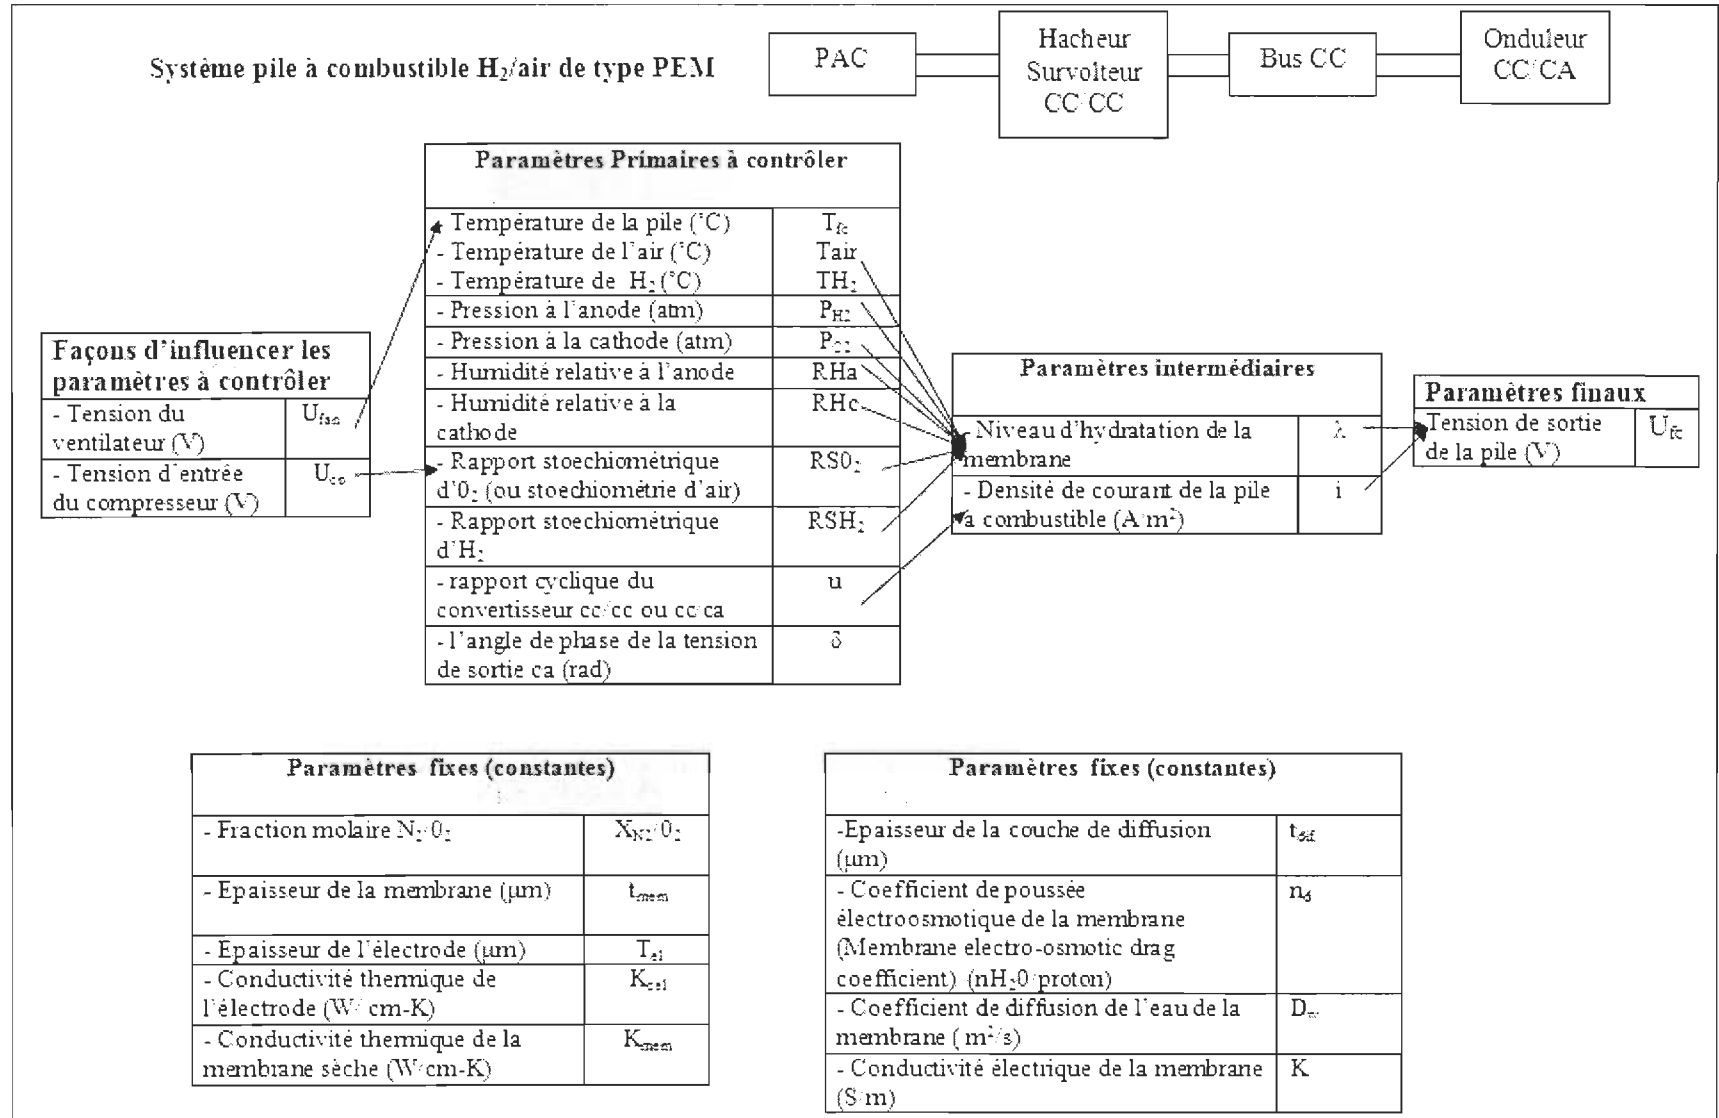 Système pile à combustible H₂/air de type PEM
PAC
Hacheur
Survolteur
CC/CC
Bus CC
Onduleur
CC/CA
Paramètres Primaires à contrôler
- Température de la pile (°C) T_fc
- Température de l'air (°C) Tair
- Température de H₂ (°C) TH₂
- Pression à l'anode (atm) P_H2
- Pression à la cathode (atm) P_O2
- Humidité relative à l'anode RHa
- Humidité relative à la RHc
cathode
- Rapport stoechiométrique RS0₂
d'0₂ (ou stoechiométrie d'air)
- Rapport stoechiométrique RSH₂
d'H₂
- rapport cyclique du u
convertisseur cc/cc ou cc/ca
- l'angle de phase de la tension δ
de sortie ca (rad)
Façons d'influencer les
paramètres à contrôler
- Tension du U_fan
ventilateur (V)
- Tension d'entrée U_cp
du compresseur (V)
Paramètres intermédiaires
- Niveau d'hydratation de la λ
membrane
- Densité de courant de la pile i
a combustible (A/m²)
Paramètres finaux
Tension de sortie U_fc
de la pile (V)
Paramètres fixes (constantes)
- Fraction molaire N₂/0₂ X_N2/0₂
- Epaisseur de la membrane (μm) t_mem
- Epaisseur de l'électrode (μm) T_el
- Conductivité thermique de K_cel
l'électrode (W/ cm-K)
- Conductivité thermique de la K_mem
membrane sèche (W/cm-K)
Paramètres fixes (constantes)
-Epaisseur de la couche de diffusion t_dif
(μm)
- Coefficient de poussée n_d
électroosmotique de la membrane
(Membrane electro-osmotic drag
coefficient) (nH₂0/proton)
- Coefficient de diffusion de l'eau de la D_w
membrane ( m²/s)
- Conductivité électrique de la membrane K
(S/m)